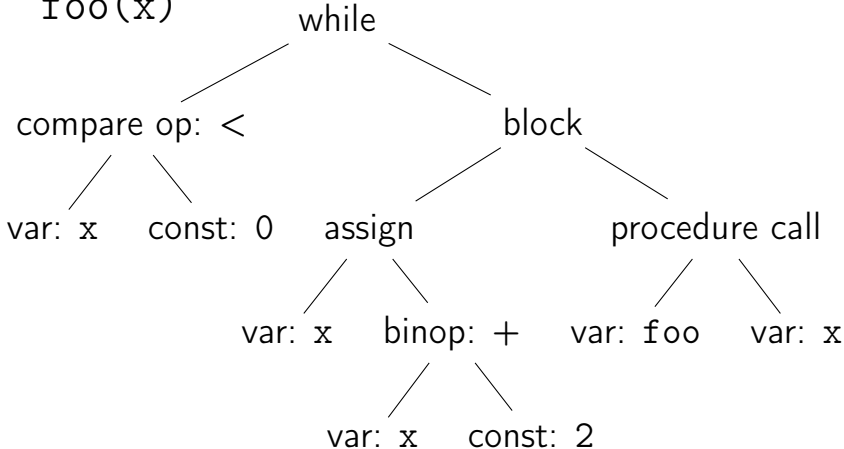 foo(x)
while
compare op: <
block
var: x
const: 0
assign
procedure call
var: x
binop: +
var: foo
var: x
var: x
const: 2